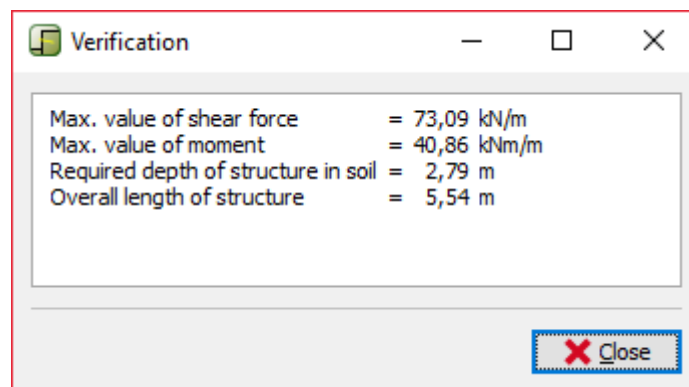 Verification
Max. value of shear force = 73,09 kN/m
Max. value of moment = 40,86 kNm/m
Required depth of structure in soil = 2,79 m
Overall length of structure = 5,54 m
Close